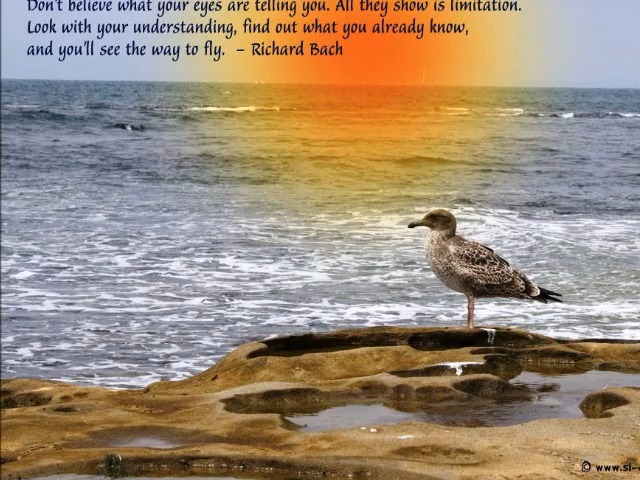 Don't believe what your eyes are telling you. All they show is limitation.
Look with your understanding, find out what you already know,
and you'll see the way to fly. – Richard Bach
© www.si-